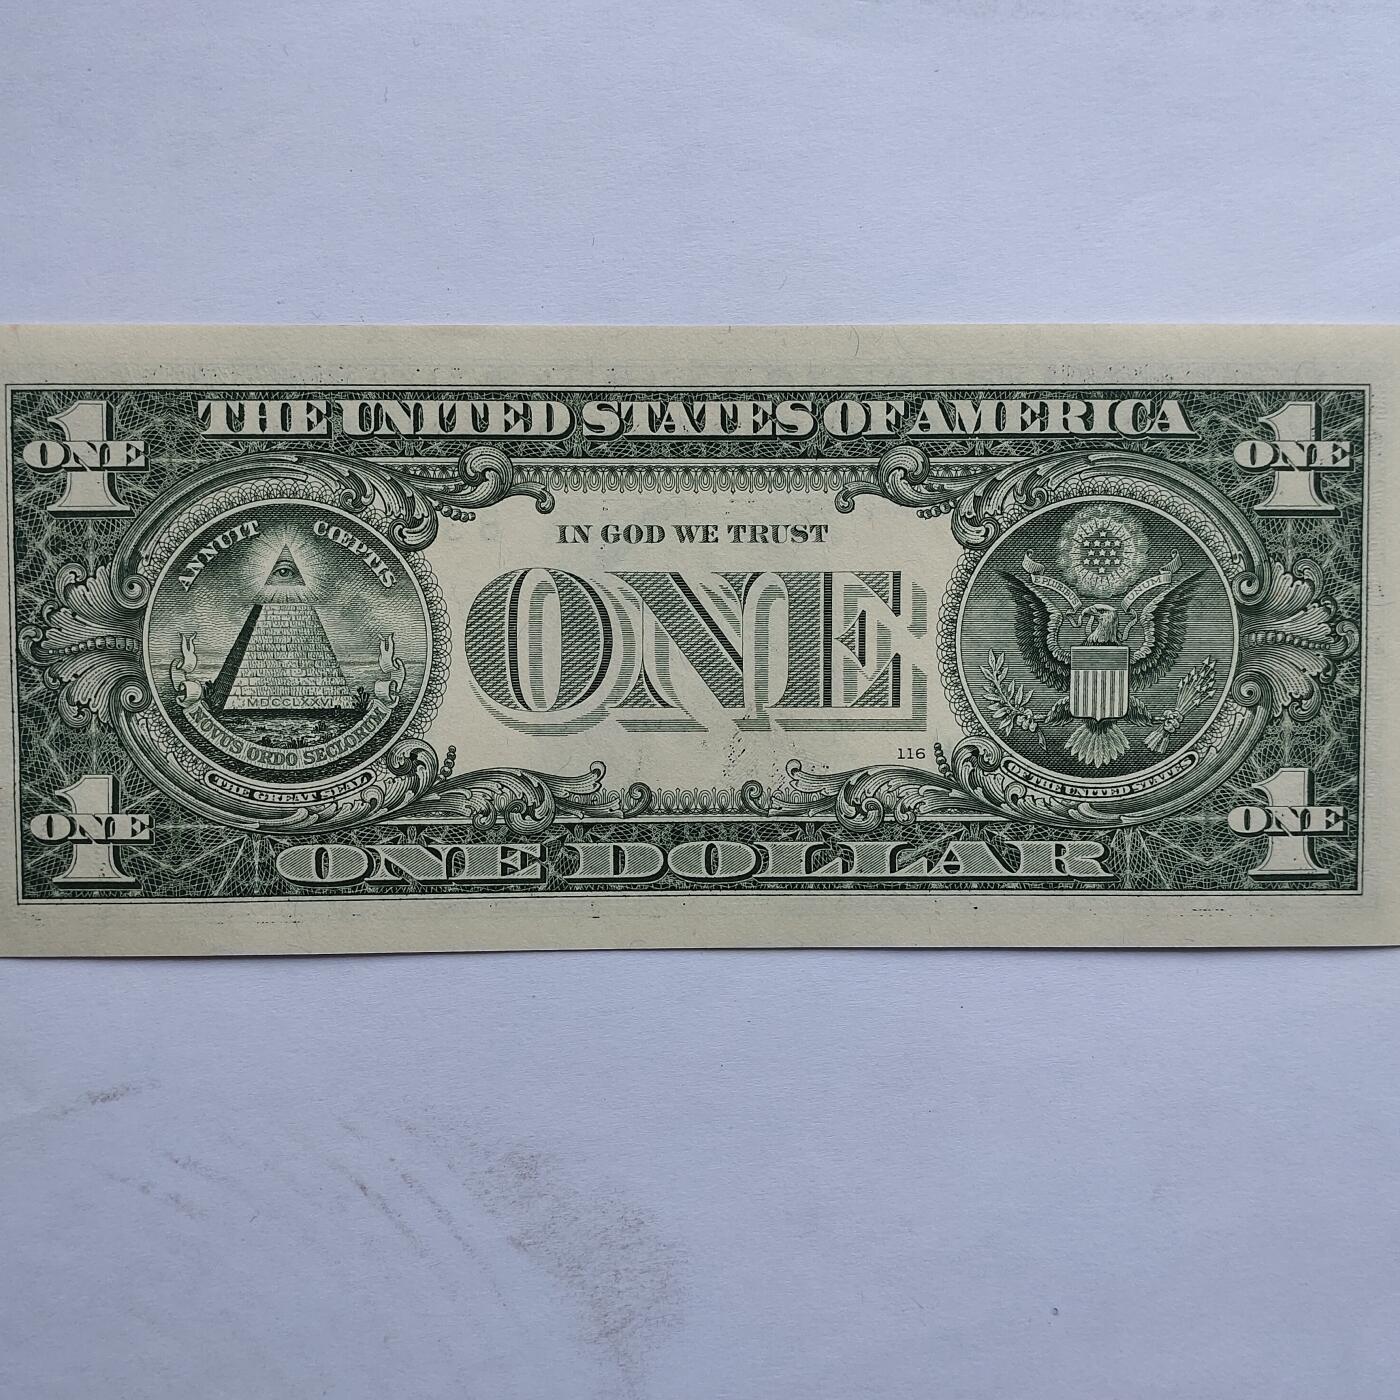 THE UNITED STATES OF AMERICA
1
ONE
1
ONE
ANNUIT CŒPTIS
IN GOD WE TRUST
E PLURIBUS UNUM
ONE
MDCCLXXVI
NOVUS ORDO SECLORUM
116
THE GREAT SEAL
OF THE UNITED STATES
1
ONE
1
ONE
ONE DOLLAR